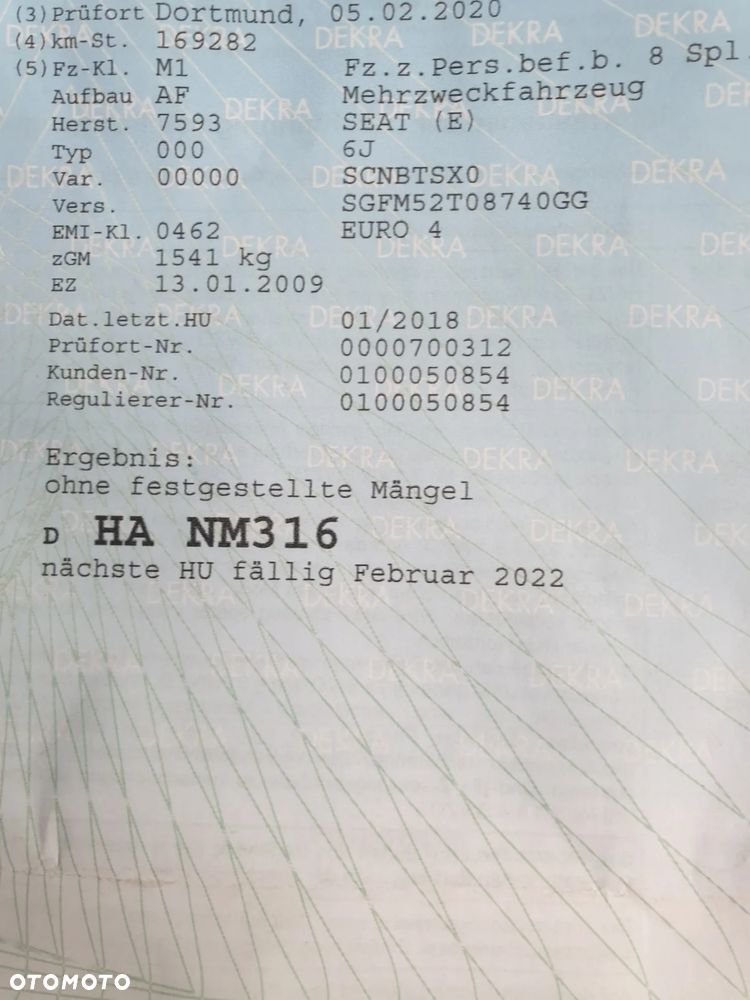 (3)Prüfort Dortmund, 05.02.2020
(4)km-St. 169282
(5)Fz-Kl. M1 Fz.z.Pers.bef.b. 8 Spl.
Aufbau AF Mehrzweckfahrzeug
Herst. 7593 SEAT (E)
Typ 000 6J
Var. 00000 SCNBTSX0
Vers. SGFM52T08740GG
EMI-Kl. 0462 EURO 4
zGM 1541 kg
EZ 13.01.2009
Dat.letzt.HU 01/2018
Prüfort-Nr. 0000700312
Kunden-Nr. 0100050854
Regulierer-Nr. 0100050854
Ergebnis:
ohne festgestellte Mängel
D HA NM316
nächste HU fällig Februar 2022
OTOMOTO